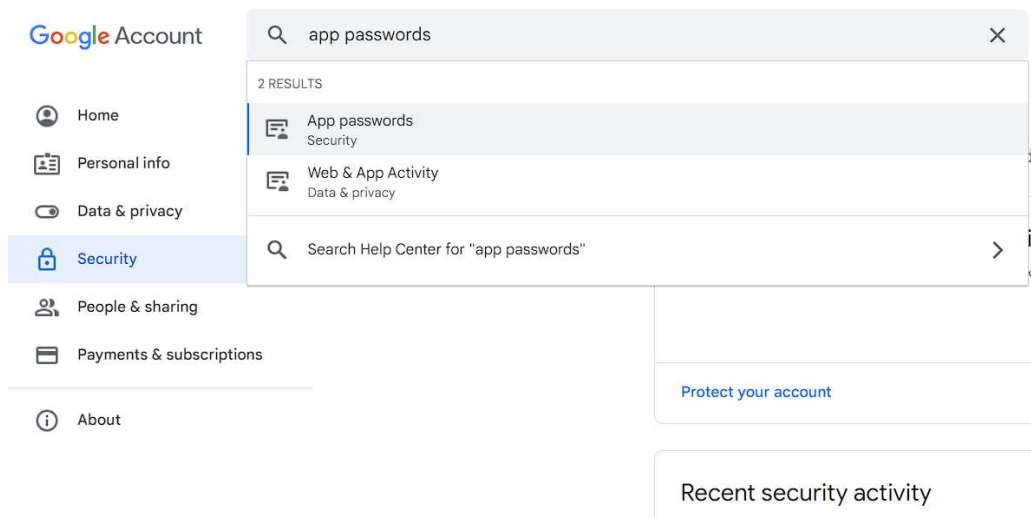 Google Account
app passwords
2 RESULTS
App passwords
Security
Web & App Activity
Data & privacy
Search Help Center for "app passwords"
Home
Personal info
Data & privacy
Security
People & sharing
Payments & subscriptions
About
Protect your account
Recent security activity